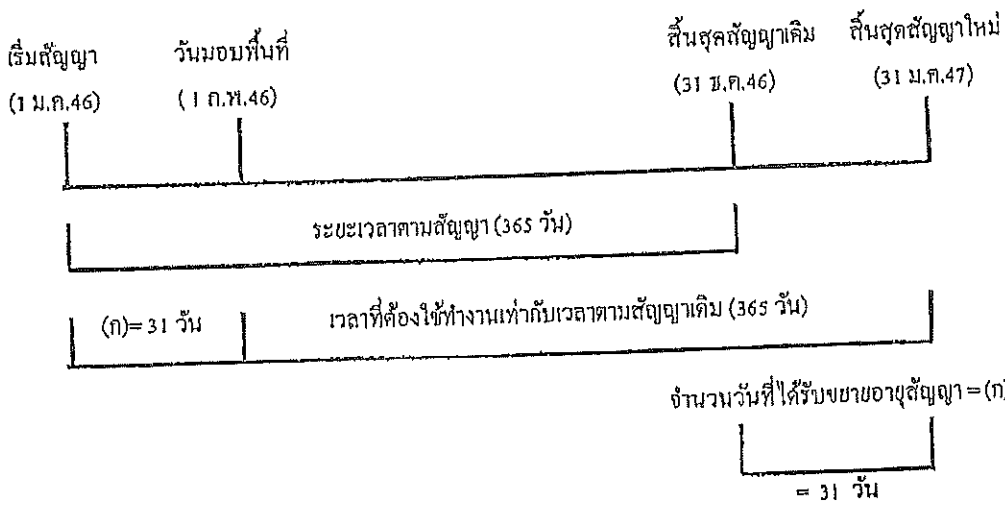 เริ่มสัญญา วันมอบพื้นที่ สิ้นสุดสัญญาเดิม สิ้นสุดสัญญาใหม่
(1 ม.ค.46) (1 ก.พ.46) (31 ธ.ค.46) (31 ม.ค.47)
ระยะเวลาตามสัญญา (365 วัน)
(ก)= 31 วัน เวลาที่ต้องใช้ทำงานเท่ากับเวลาตามสัญญาเดิม (365 วัน)
จำนวนวันที่ได้รับขยายอายุสัญญา = (ก)
= 31 วัน